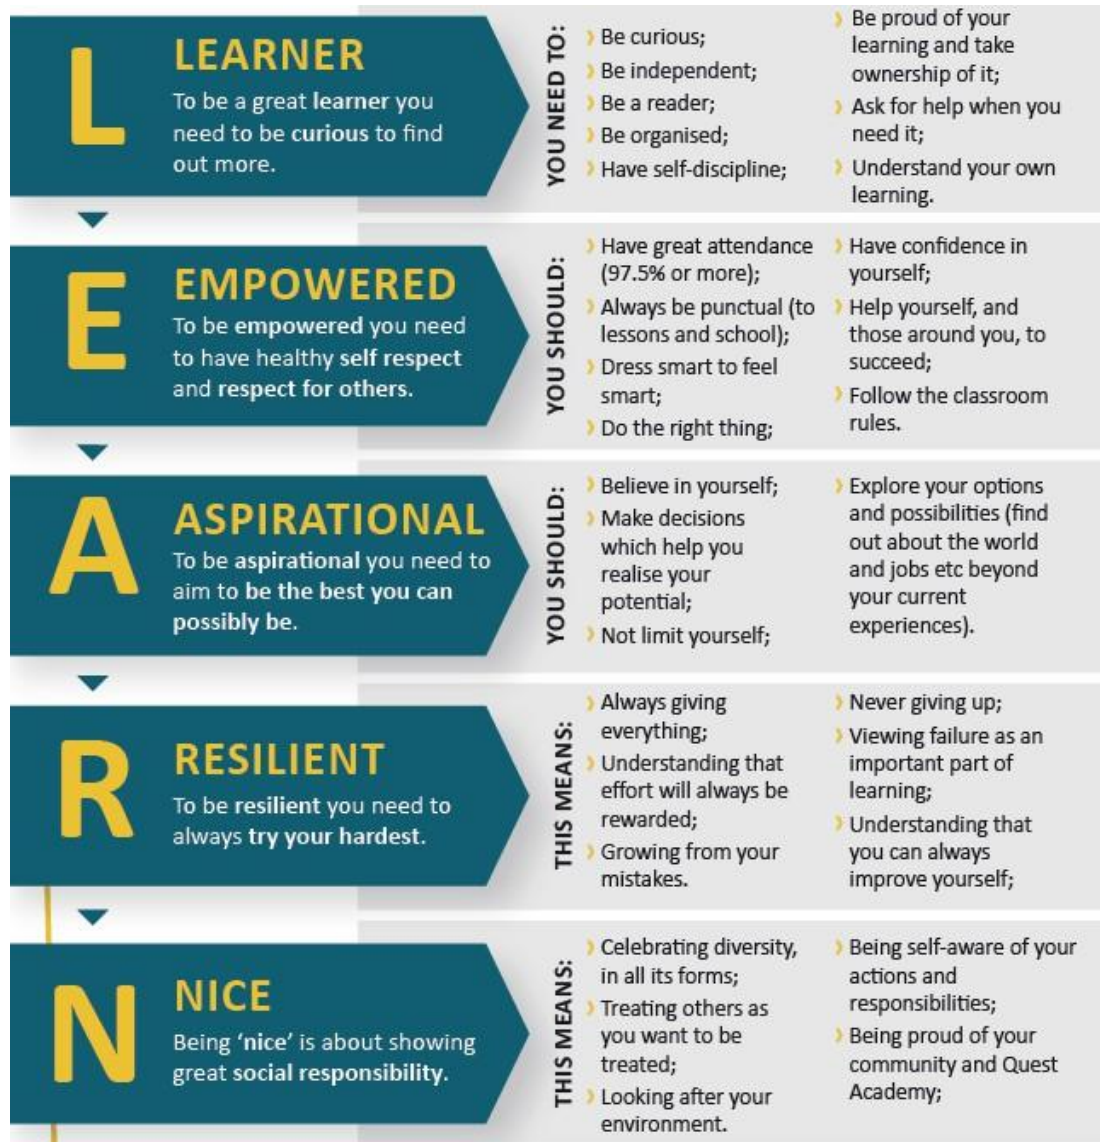 L
LEARNER
To be a great learner you
need to be curious to find
out more.
YOU NEED TO:
Be curious;
Be independent;
Be a reader;
Be organised;
Have self-discipline;
Be proud of your
learning and take
ownership of it;
Ask for help when you
need it;
Understand your own
learning.
E
EMPOWERED
To be empowered you need
to have healthy self respect
and respect for others.
YOU SHOULD:
Have great attendance
(97.5% or more);
Always be punctual (to
lessons and school);
Dress smart to feel
smart;
Do the right thing;
Have confidence in
yourself;
Help yourself, and
those around you, to
succeed;
Follow the classroom
rules.
A
ASPIRATIONAL
To be aspirational you need to
aim to be the best you can
possibly be.
YOU SHOULD:
Believe in yourself;
Make decisions
which help you
realise your
potential;
Not limit yourself;
Explore your options
and possibilities (find
out about the world
and jobs etc beyond
your current
experiences).
R
RESILIENT
To be resilient you need to
always try your hardest.
THIS MEANS:
Always giving
everything;
Understanding that
effort will always be
rewarded;
Growing from your
mistakes.
Never giving up;
Viewing failure as an
important part of
learning;
Understanding that
you can always
improve yourself;
N
NICE
Being ‘nice’ is about showing
great social responsibility.
THIS MEANS:
Celebrating diversity,
in all its forms;
Treating others as
you want to be
treated;
Looking after your
environment.
Being self-aware of your
actions and
responsibilities;
Being proud of your
community and Quest
Academy;